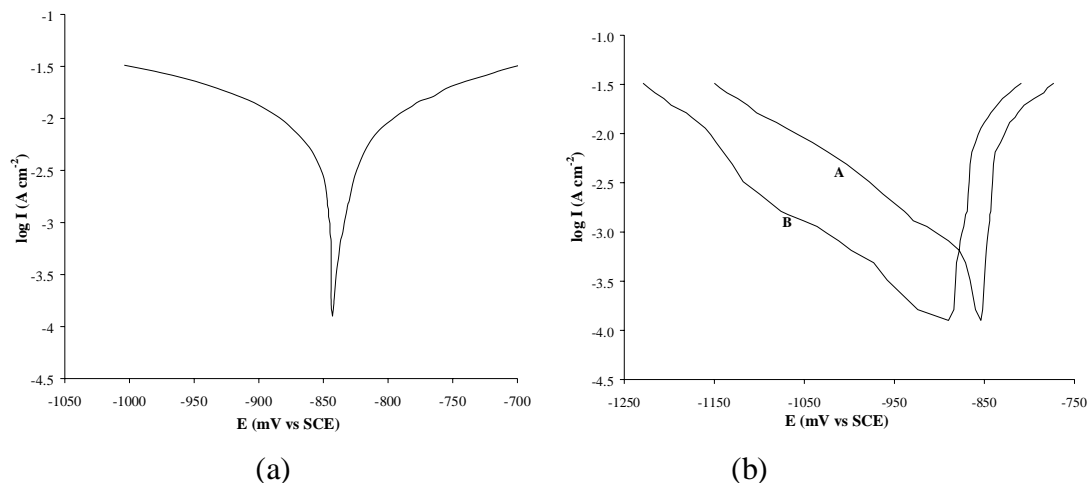 -1
-1.5
-2
-2.5
-3
-3.5
-4
-4.5
log I (A cm-2)
-1050 -1000 -950 -900 -850 -800 -750 -700
E (mV vs SCE)
(a)
-1.0
-1.5
-2.0
-2.5
-3.0
-3.5
-4.0
-4.5
log I (A cm-2)
A
B
-1250 -1150 -1050 -950 -850 -750
E (mV vs SCE)
(b)